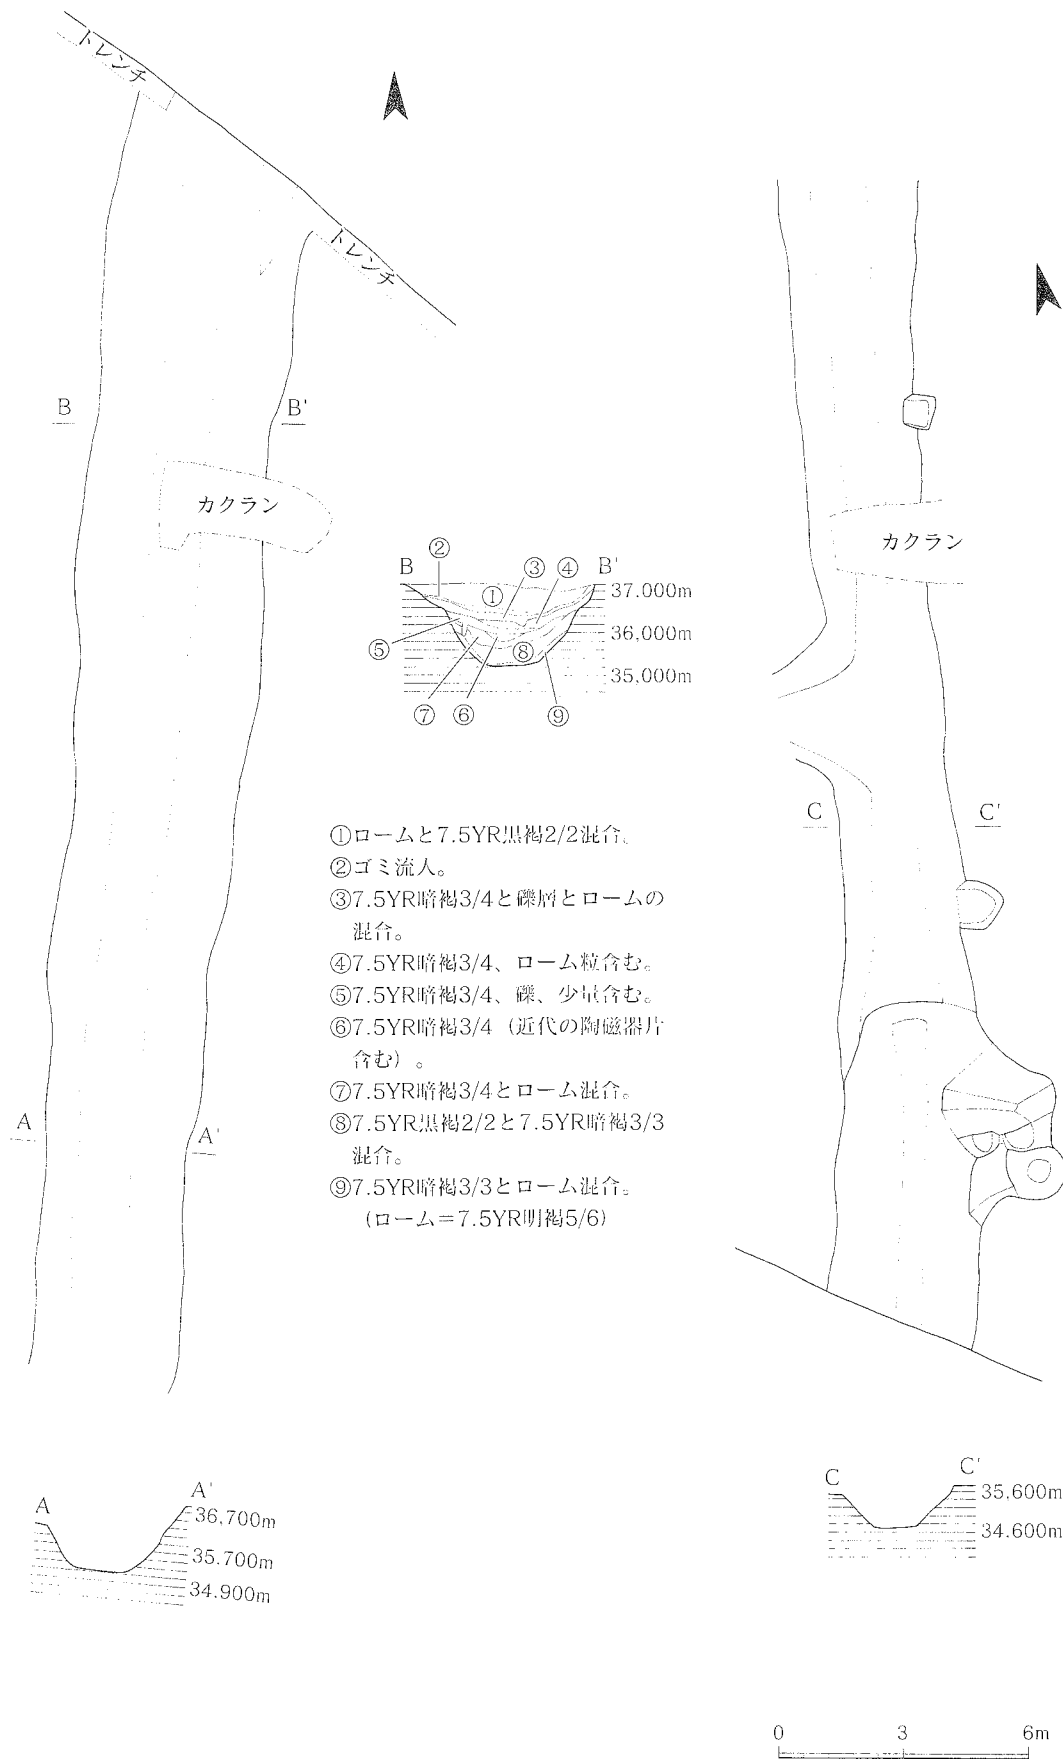 トレンチ
トレンチ
B
B'
カクラン
カクラン
②
B
③
④
B'
①
37.000m
36,000m
⑤
⑧
35,000m
⑦
⑥
⑨
C
C'
①ロームと7.5YR黒褐2/2混合。
②ゴミ流人。
③7.5YR暗褐3/4と礫層とロームの
混合。
④7.5YR暗褐3/4、ローム粒含む。
⑤7.5YR暗褐3/4、礫、少量含む。
⑥7.5YR暗褐3/4（近代の陶磁器片
含む）。
⑦7.5YR暗褐3/4とローム混合。
⑧7.5YR黒褐2/2と7.5YR暗褐3/3
混合。
⑨7.5YR暗褐3/3とローム混合。
（ローム＝7.5YR明褐5/6）
A
A'
A
A'
36,700m
35.700m
34.900m
C
C'
35,600m
34.600m
0
3
6m